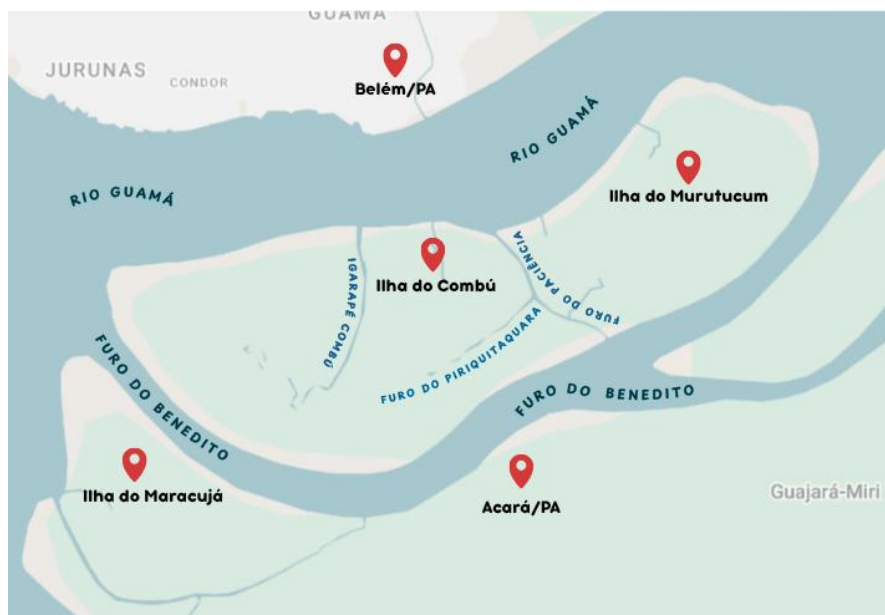 GUAMÁ
JURUNAS
CONDOR
Belém/PA
RIO GUAMÁ
RIO GUAMÁ
Ilha do Murutucum
Ilha do Combú
IGARAPÉ COMBÚ
FURO DO PACIÊNCIA
FURO DO PIRIQUITAQUARA
FURO DO BENEDITO
FURO DO BENEDITO
Ilha do Maracujá
Acará/PA
Guajará-Miri